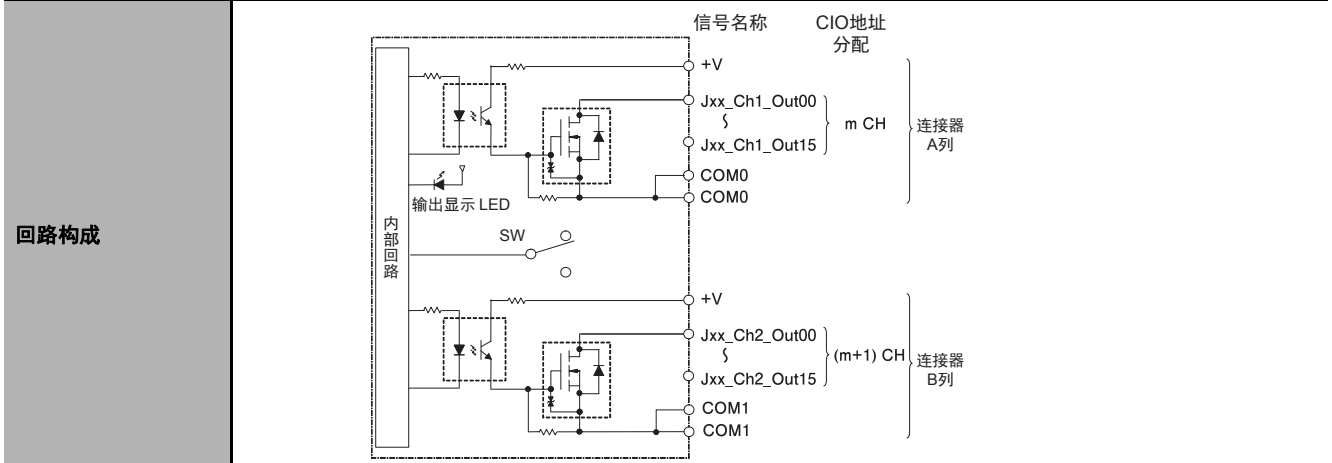 回路构成
信号名称
CIO地址
分配
+V
Jxx_Ch1_Out00
Jxx_Ch1_Out15
m CH
连接器
A列
COM0
COM0
输出显示 LED
内部回路
SW
+V
Jxx_Ch2_Out00
Jxx_Ch2_Out15
(m+1) CH
连接器
B列
COM1
COM1